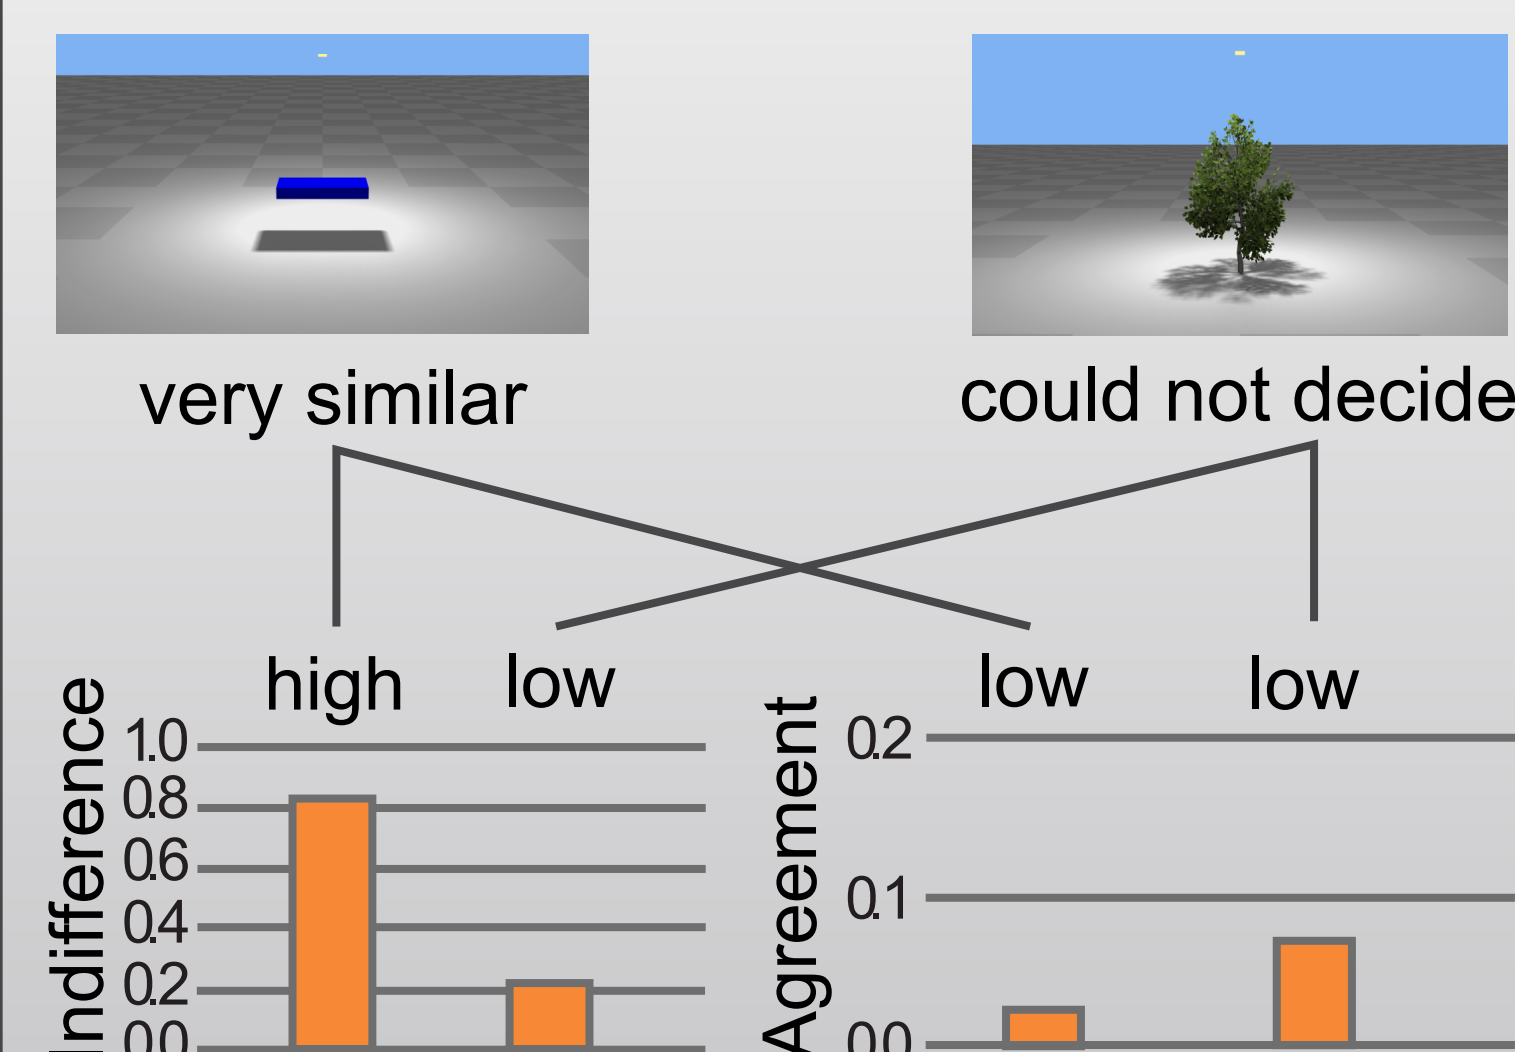 very similar
could not decide
high
low
low
low
Indifference
1.0
0.8
0.6
0.4
0.2
0.0
Agreement
0.2
0.1
0.0